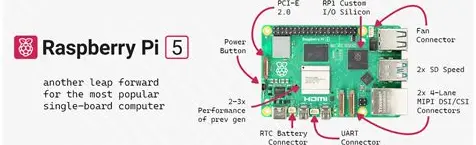 Raspberry Pi 5
another leap forward
for the most popular
single-board computer
PCI-E
2.0
RP1 Custom
I/O Silicon
Fan
Connector
Power
Button
2x SD Speed
2-3x
Performance
of prev gen
2x 4-Lane
MIPI DSI/CSI
Connectors
HDMI
RTC Battery
Connector
UART
Connector